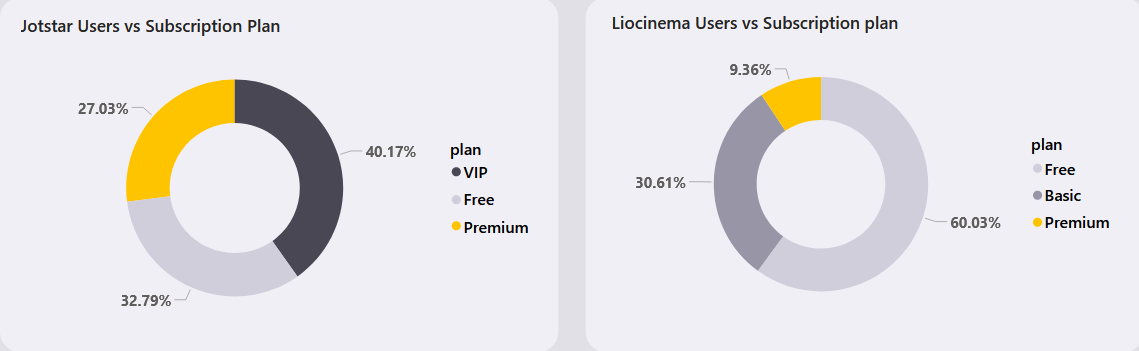 Jotstar Users vs Subscription Plan
27.03%
40.17%
32.79%
plan
VIP
Free
Premium
Liocinema Users vs Subscription plan
9.36%
30.61%
60.03%
plan
Free
Basic
Premium